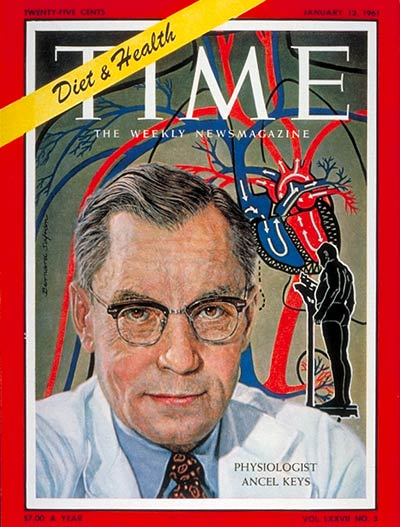 TWENTY-FIVE CENTS
JANUARY 13, 1961
Diet & Health
TIME
THE WEEKLY NEWSMAGAZINE
Bernard Safran
PHYSIOLOGIST
ANCEL KEYS
$7.00 A YEAR
VOL. LXXVII NO. 3